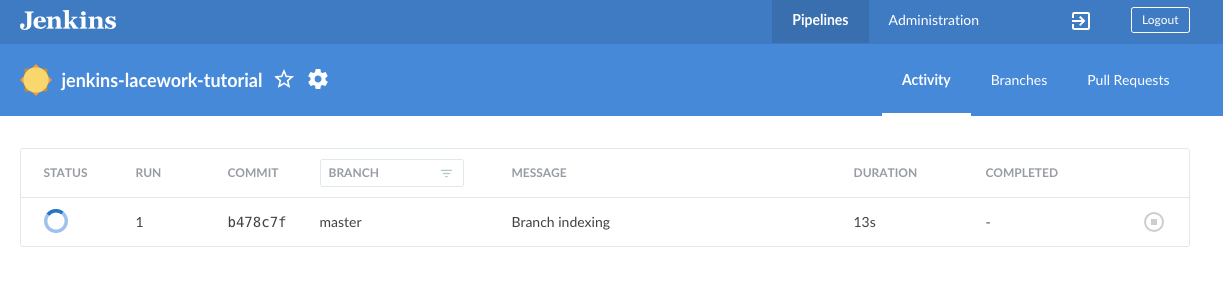 Jenkins Pipelines Administration Logout
jenkins-lacework-tutorial Activity Branches Pull Requests
STATUS RUN COMMIT BRANCH MESSAGE DURATION COMPLETED
1 b478c7f master Branch indexing 13s -